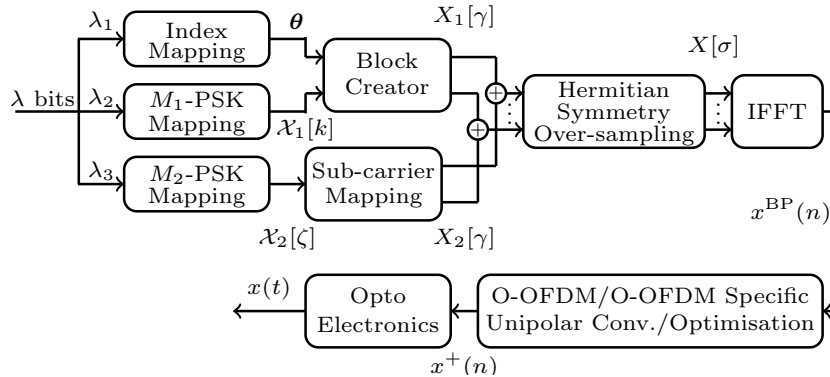 λ bits
λ₁
Index
Mapping
θ
λ₂
M₁-PSK
Mapping
𝒳₁[k]
λ₃
M₂-PSK
Mapping
𝒳₂[ζ]
Block
Creator
X₁[γ]
Sub-carrier
Mapping
X₂[γ]
+
+
Hermitian
Symmetry
Over-sampling
X[σ]
IFFT
xᴮᴾ(n)
O-OFDM/O-OFDM Specific
Unipolar Conv./Optimisation
x⁺(n)
Opto
Electronics
x(t)